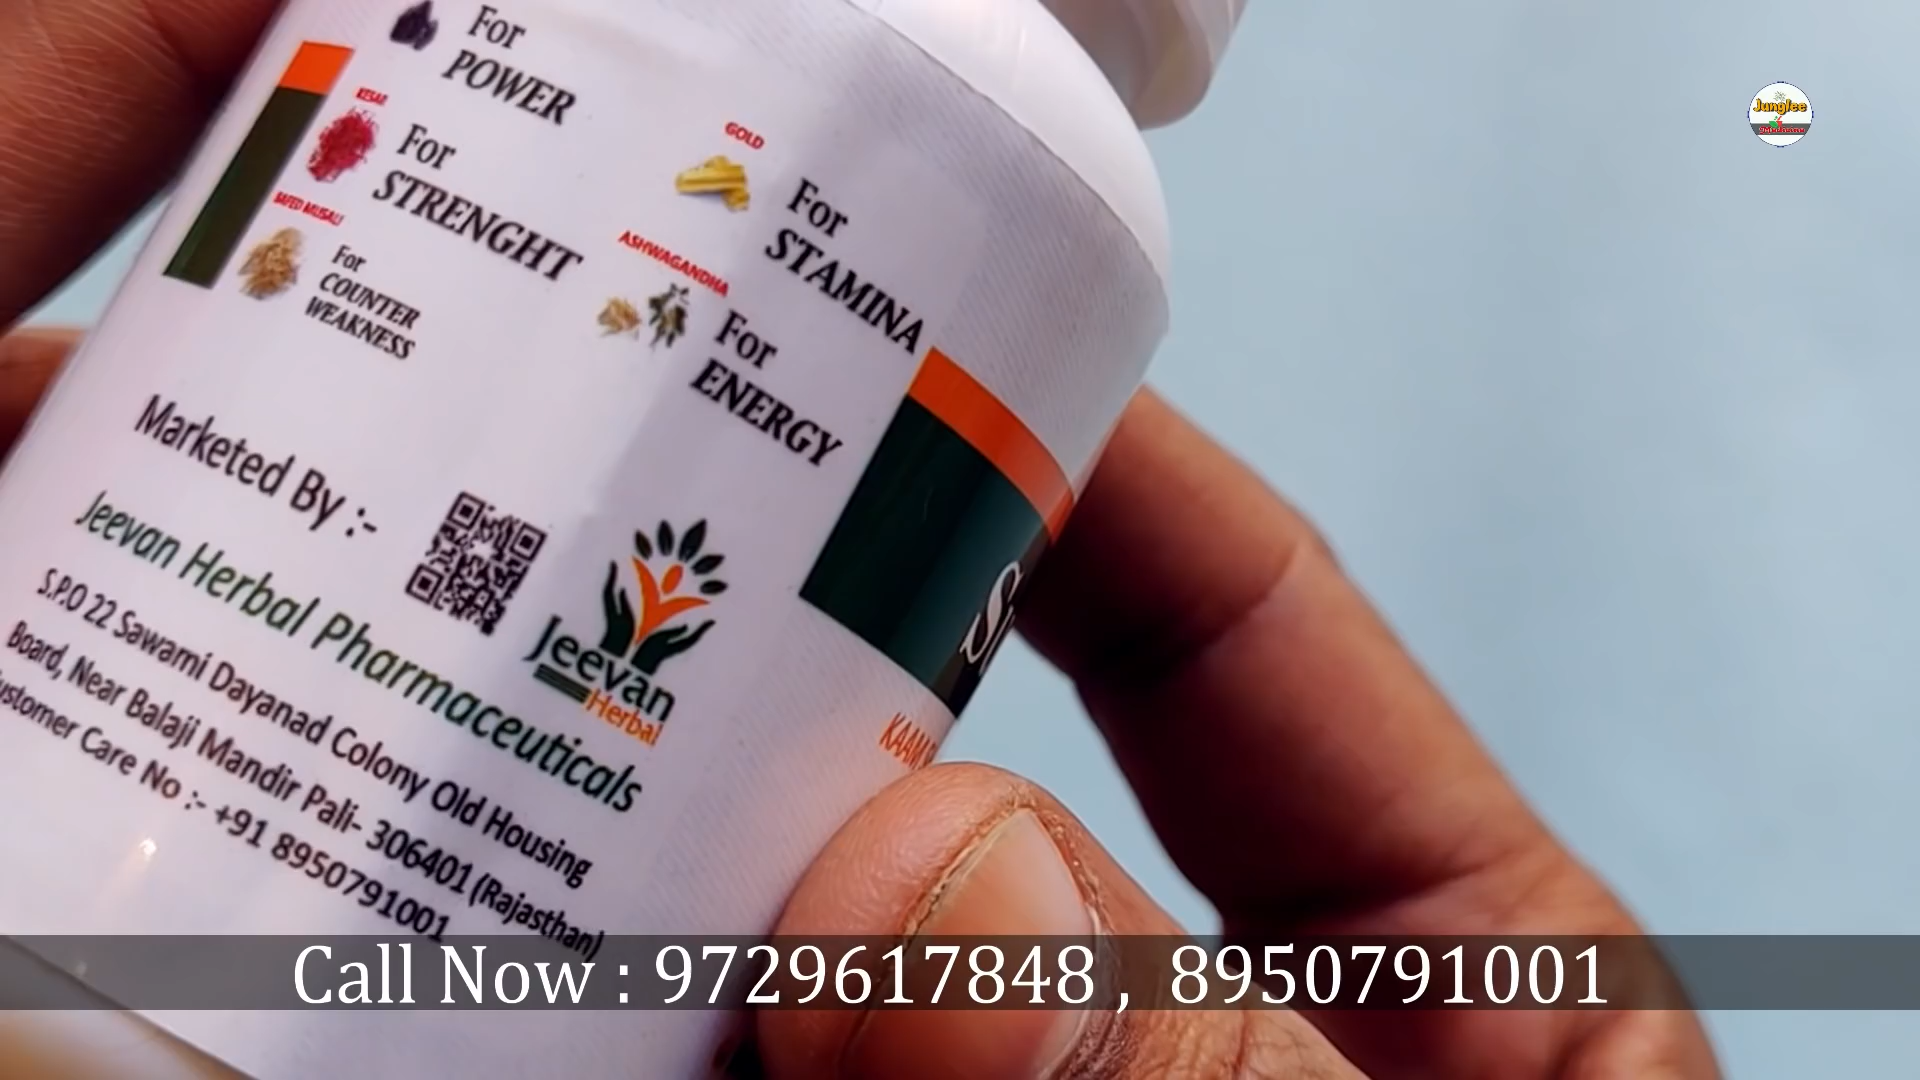 For
POWER
KESAR
For
STRENGHT
SAFED MUSALI
For
COUNTER
WEAKNESS
GOLD
For
STAMINA
ASHWAGANDHA
For
ENERGY
Marketed By :-
Jeevan Herbal Pharmaceuticals
S.P.O 22 Sawami Dayanad Colony Old Housing
Board, Near Balaji Mandir Pali- 306401 (Rajasthan)
ustomer Care No :- +91 8950791001
Jeevan
Herbal
Junglee
Call Now : 9729617848 , 8950791001